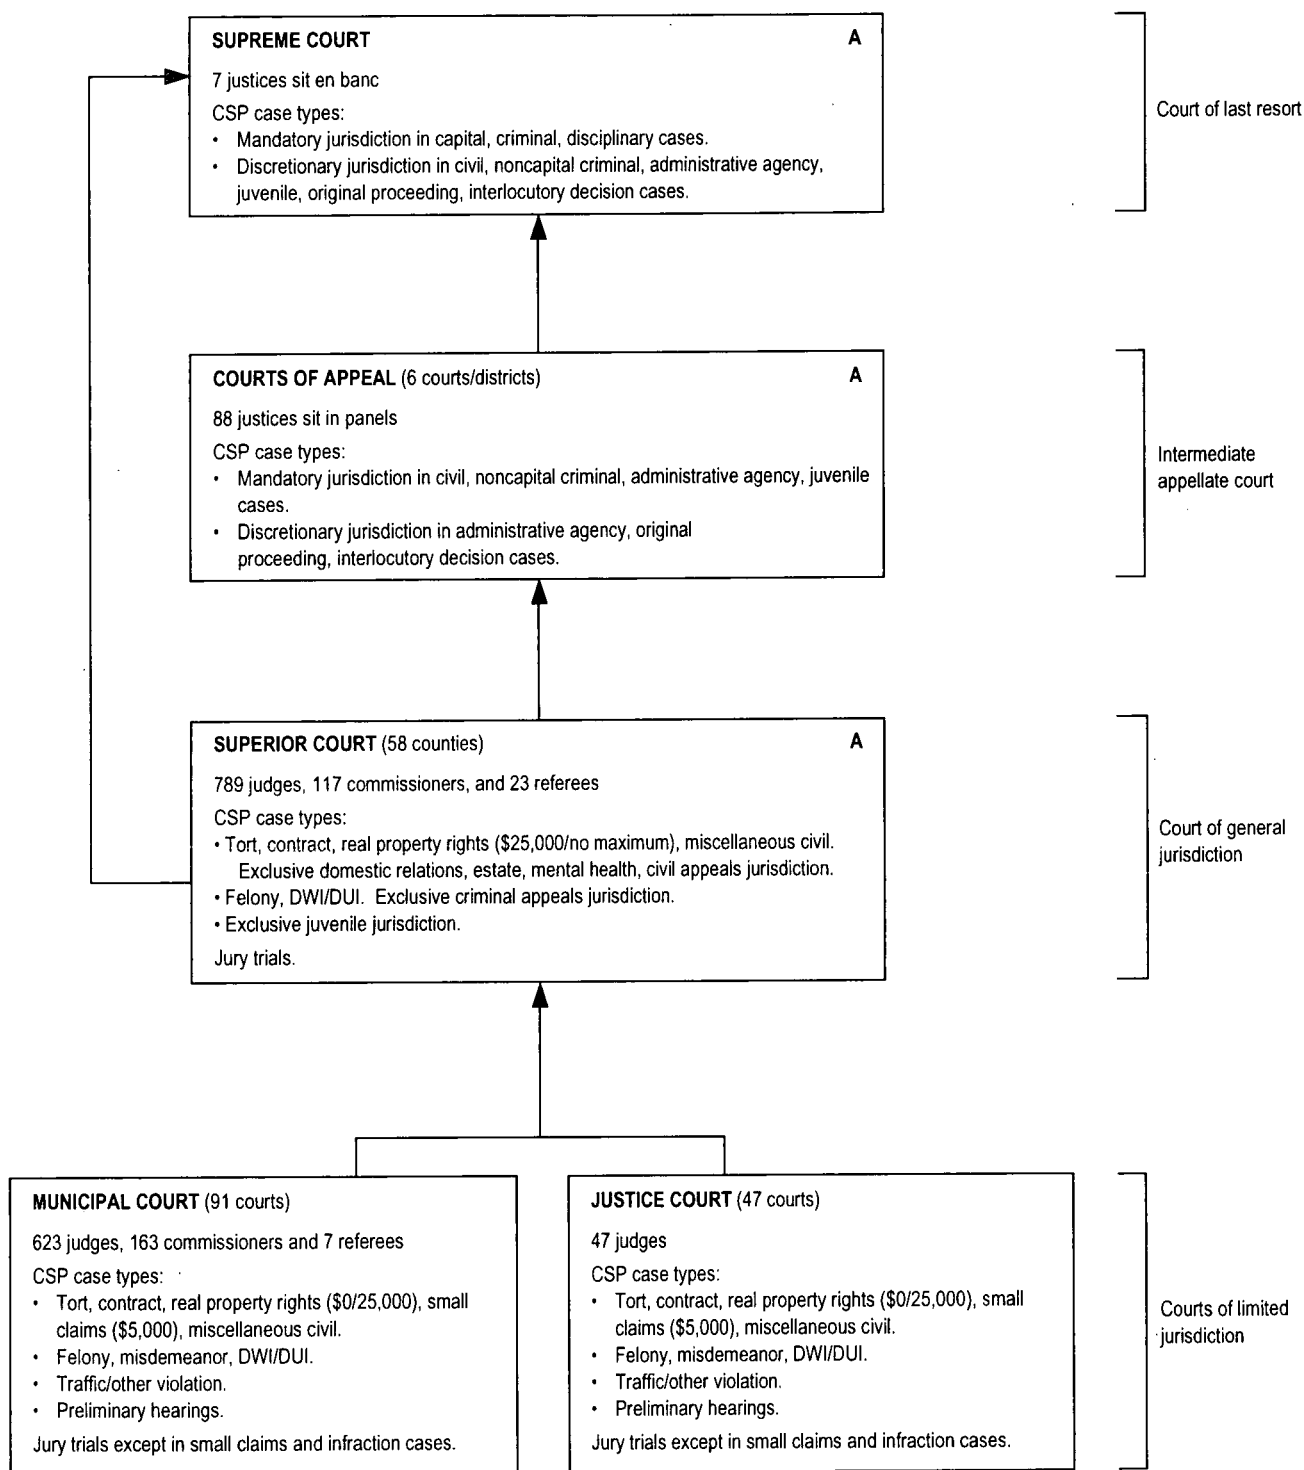 SUPREME COURT A
7 justices sit en banc
CSP case types:
• Mandatory jurisdiction in capital, criminal, disciplinary cases.
• Discretionary jurisdiction in civil, noncapital criminal, administrative agency,
juvenile, original proceeding, interlocutory decision cases.
Court of last resort
COURTS OF APPEAL (6 courts/districts) A
88 justices sit in panels
CSP case types:
• Mandatory jurisdiction in civil, noncapital criminal, administrative agency, juvenile
cases.
• Discretionary jurisdiction in administrative agency, original
proceeding, interlocutory decision cases.
Intermediate
appellate court
SUPERIOR COURT (58 counties) A
789 judges, 117 commissioners, and 23 referees
CSP case types:
• Tort, contract, real property rights ($25,000/no maximum), miscellaneous civil.
Exclusive domestic relations, estate, mental health, civil appeals jurisdiction.
• Felony, DWI/DUI. Exclusive criminal appeals jurisdiction.
• Exclusive juvenile jurisdiction.
Jury trials.
Court of general
jurisdiction
MUNICIPAL COURT (91 courts)
623 judges, 163 commissioners and 7 referees
CSP case types:
• Tort, contract, real property rights ($0/25,000), small
claims ($5,000), miscellaneous civil.
• Felony, misdemeanor, DWI/DUI.
• Traffic/other violation.
• Preliminary hearings.
Jury trials except in small claims and infraction cases.
JUSTICE COURT (47 courts)
47 judges
CSP case types:
• Tort, contract, real property rights ($0/25,000), small
claims ($5,000), miscellaneous civil.
• Felony, misdemeanor, DWI/DUI.
• Traffic/other violation.
• Preliminary hearings.
Jury trials except in small claims and infraction cases.
Courts of limited
jurisdiction